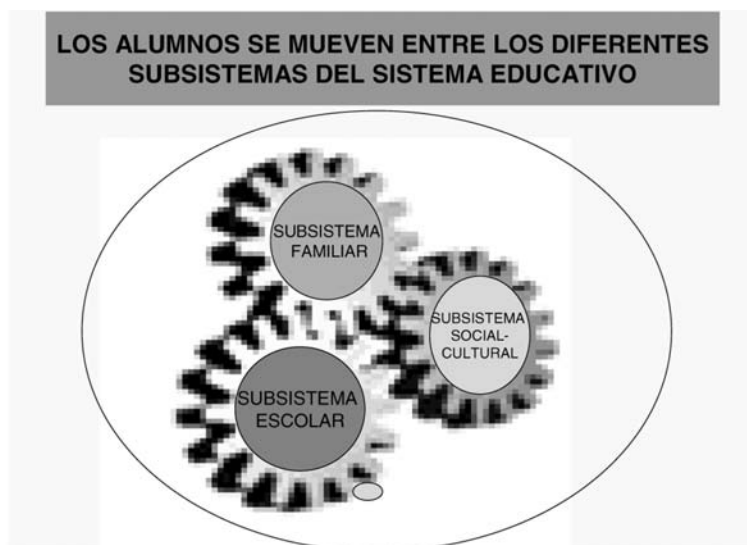 LOS ALUMNOS SE MUEVEN ENTRE LOS DIFERENTES
SUBSISTEMAS DEL SISTEMA EDUCATIVO
SUBSISTEMA
FAMILIAR
SUBSISTEMA
SOCIAL-
CULTURAL
SUBSISTEMA
ESCOLAR